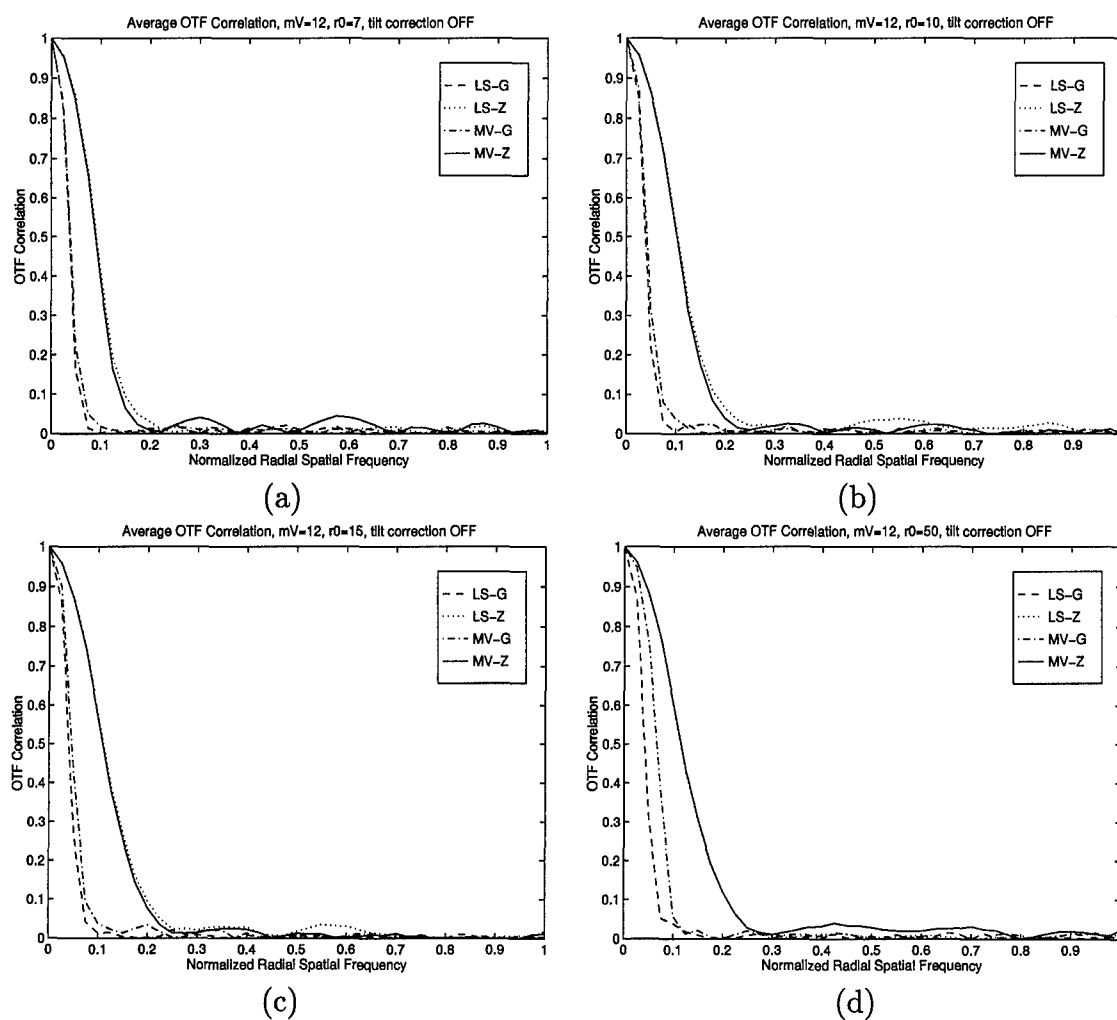 Average OTF Correlation, mV=12, r0=7, tilt correction OFF
OTF Correlation
1
0.9
0.8
0.7
0.6
0.5
0.4
0.3
0.2
0.1
0
LS-G
LS-Z
MV-G
MV-Z
0 0.1 0.2 0.3 0.4 0.5 0.6 0.7 0.8 0.9 1
Normalized Radial Spatial Frequency
(a)
Average OTF Correlation, mV=12, r0=10, tilt correction OFF
OTF Correlation
1
0.9
0.8
0.7
0.6
0.5
0.4
0.3
0.2
0.1
0
LS-G
LS-Z
MV-G
MV-Z
0 0.1 0.2 0.3 0.4 0.5 0.6 0.7 0.8 0.9
Normalized Radial Spatial Frequency
(b)
Average OTF Correlation, mV=12, r0=15, tilt correction OFF
OTF Correlation
1
0.9
0.8
0.7
0.6
0.5
0.4
0.3
0.2
0.1
0
LS-G
LS-Z
MV-G
MV-Z
0 0.1 0.2 0.3 0.4 0.5 0.6 0.7 0.8 0.9 1
Normalized Radial Spatial Frequency
(c)
Average OTF Correlation, mV=12, r0=50, tilt correction OFF
OTF Correlation
1
0.9
0.8
0.7
0.6
0.5
0.4
0.3
0.2
0.1
0
LS-G
LS-Z
MV-G
MV-Z
0 0.1 0.2 0.3 0.4 0.5 0.6 0.7 0.8 0.9
Normalized Radial Spatial Frequency
(d)